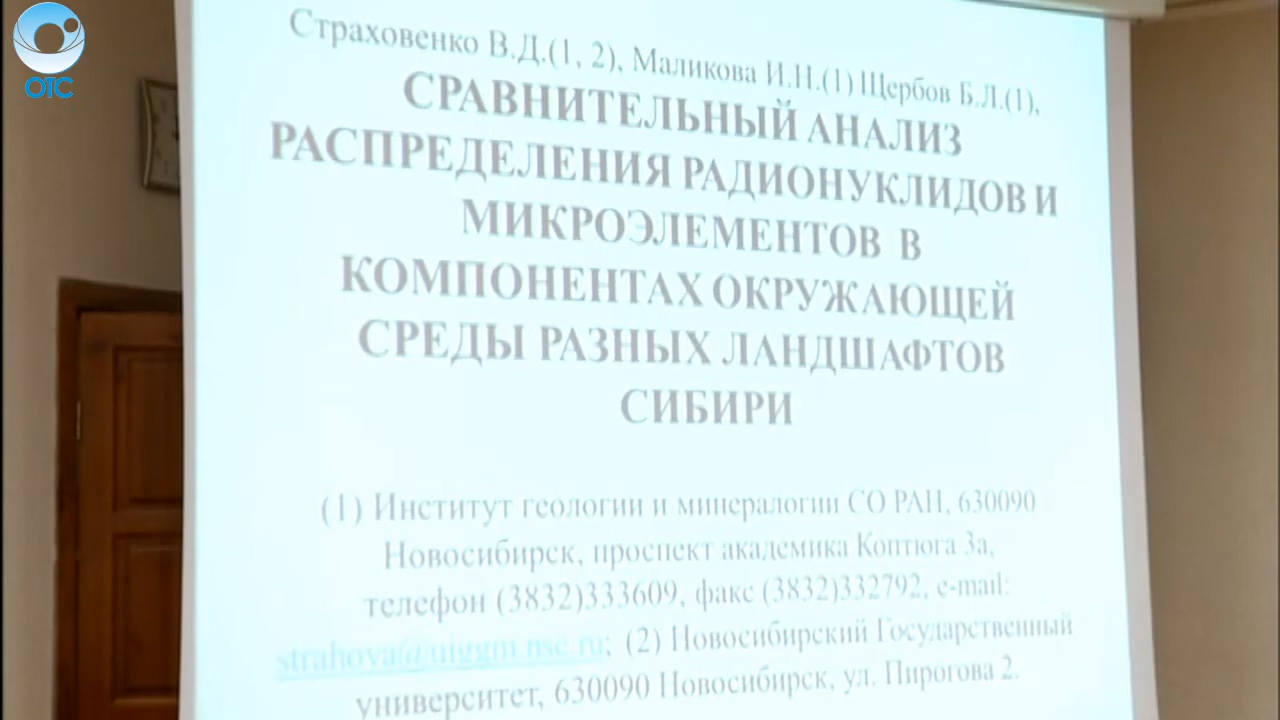 ОТС
Страховенко В.Д.(1, 2), Маликова И.Н.(1) Щербов Б.Л.(1),
СРАВНИТЕЛЬНЫЙ АНАЛИЗ
РАСПРЕДЕЛЕНИЯ РАДИОНУКЛИДОВ И
МИКРОЭЛЕМЕНТОВ В
КОМПОНЕНТАХ ОКРУЖАЮЩЕЙ
СРЕДЫ РАЗНЫХ ЛАНДШАФТОВ
СИБИРИ
(1) Институт геологии и минералогии СО РАН, 630090
Новосибирск, проспект академика Коптюга 3а,
телефон (3832)333609, факс (3832)332792, e-mail:
strahova@uiggm.nsc.ru; (2) Новосибирский Государственный
университет, 630090 Новосибирск, ул. Пирогова 2.